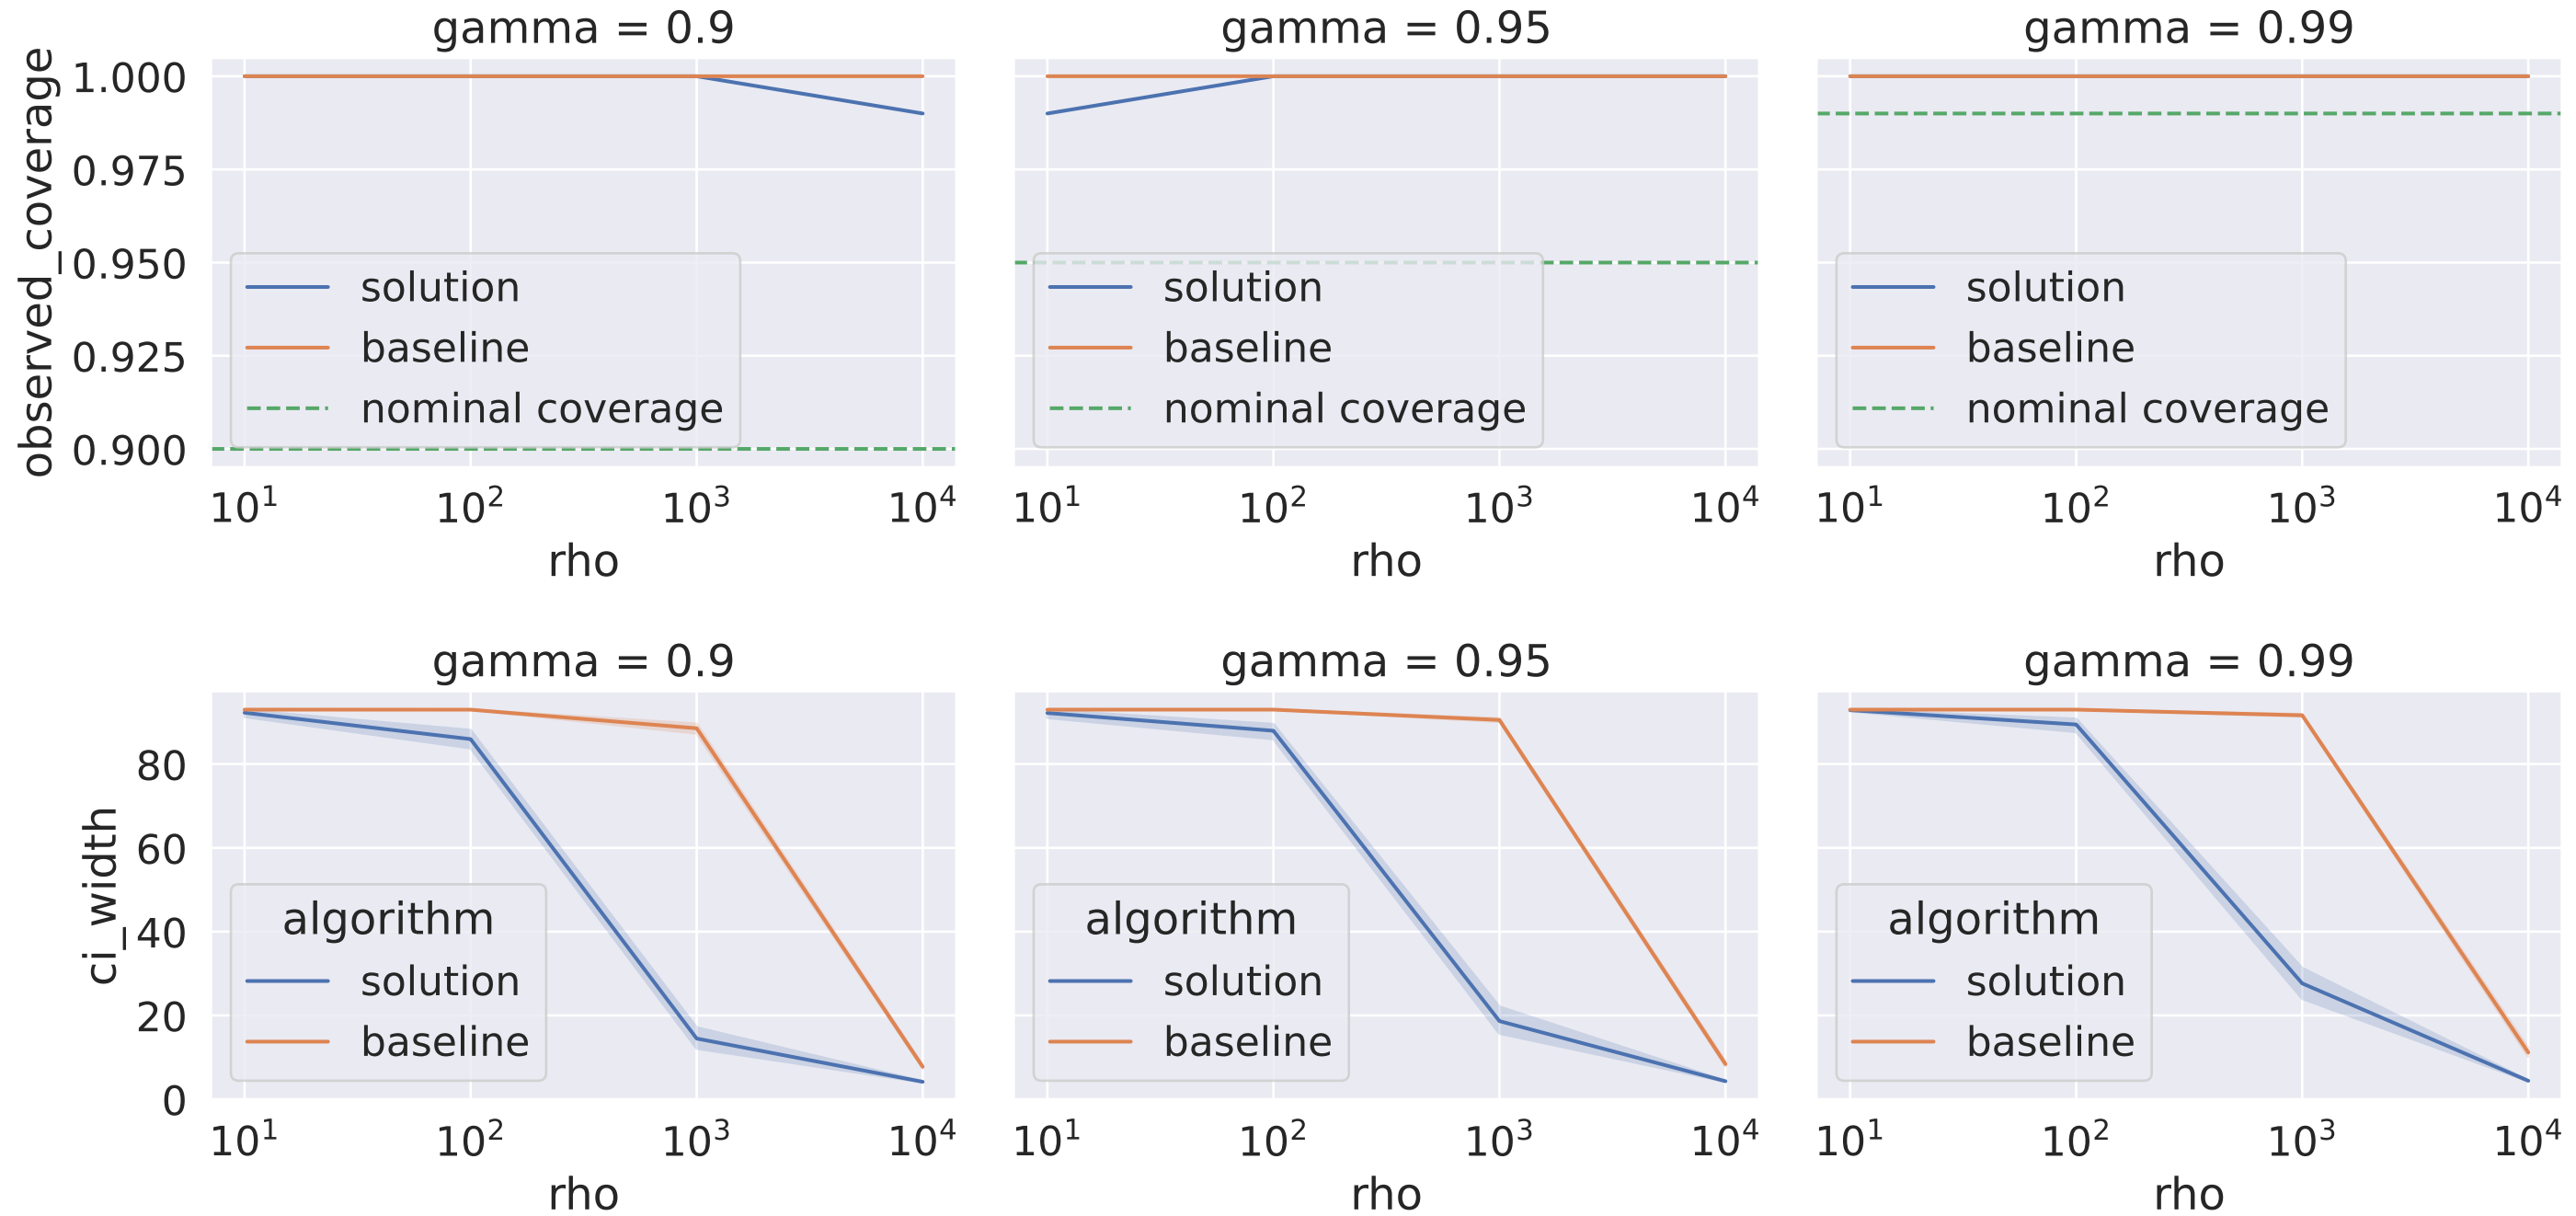 gamma = 0.9
gamma = 0.95
gamma = 0.99
observed_coverage
1.000
0.975
0.950
0.925
0.900
solution
baseline
nominal coverage
solution
baseline
nominal coverage
solution
baseline
nominal coverage
10¹ 10² 10³ 10⁴
10¹ 10² 10³ 10⁴
10¹ 10² 10³ 10⁴
rho
rho
rho
gamma = 0.9
gamma = 0.95
gamma = 0.99
ci_width
80
60
40
20
0
algorithm
solution
baseline
algorithm
solution
baseline
algorithm
solution
baseline
10¹ 10² 10³ 10⁴
10¹ 10² 10³ 10⁴
10¹ 10² 10³ 10⁴
rho
rho
rho